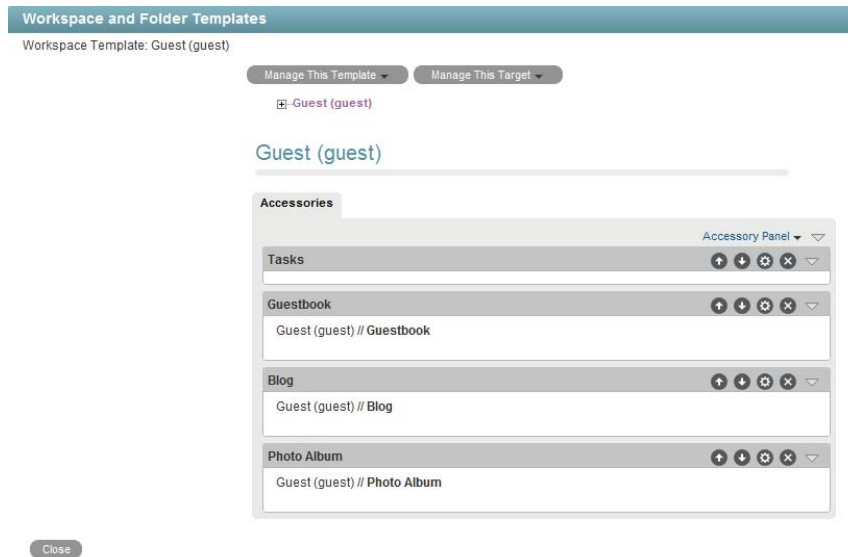 Workspace and Folder Templates
Workspace Template: Guest (guest)
Manage This Template Manage This Target
Guest (guest)
Guest (guest)
Accessories
Accessory Panel
Tasks
Guestbook
Guest (guest) // Guestbook
Blog
Guest (guest) // Blog
Photo Album
Guest (guest) // Photo Album
Close